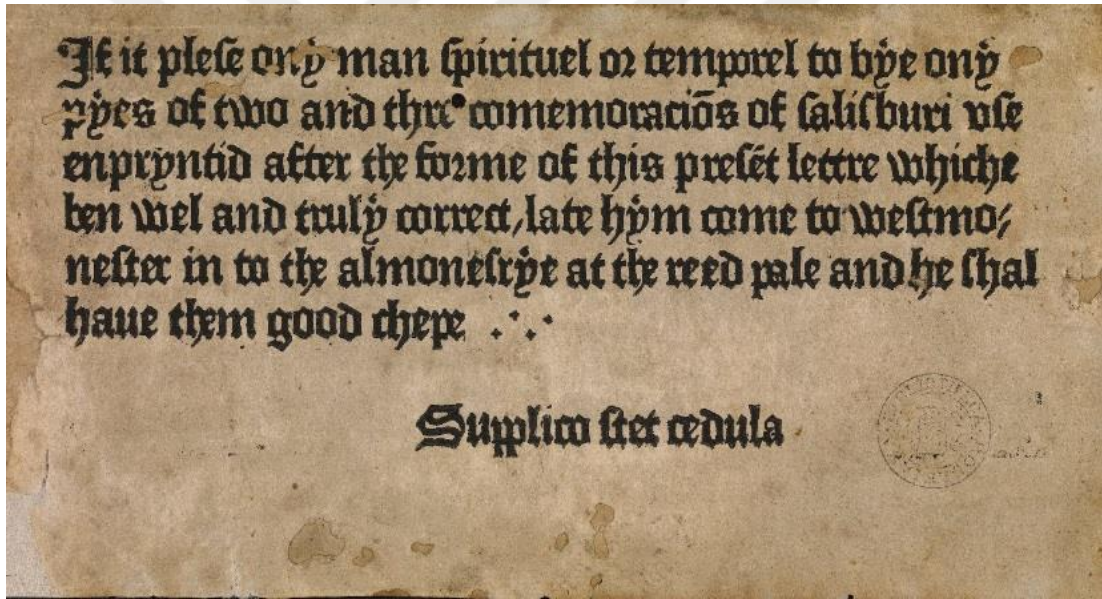 If it plese ony man spirituel or temporel to bye ony
pyes of two and thre comemoraciōs of salisburi vse
enpryntid after the forme of this presēt lettre whiche
ben wel and truly correct, late hym come to westmo-
nester in to the almonesrye at the reed pale and he shal
haue them good chepe .·.
Supplico stet cedula